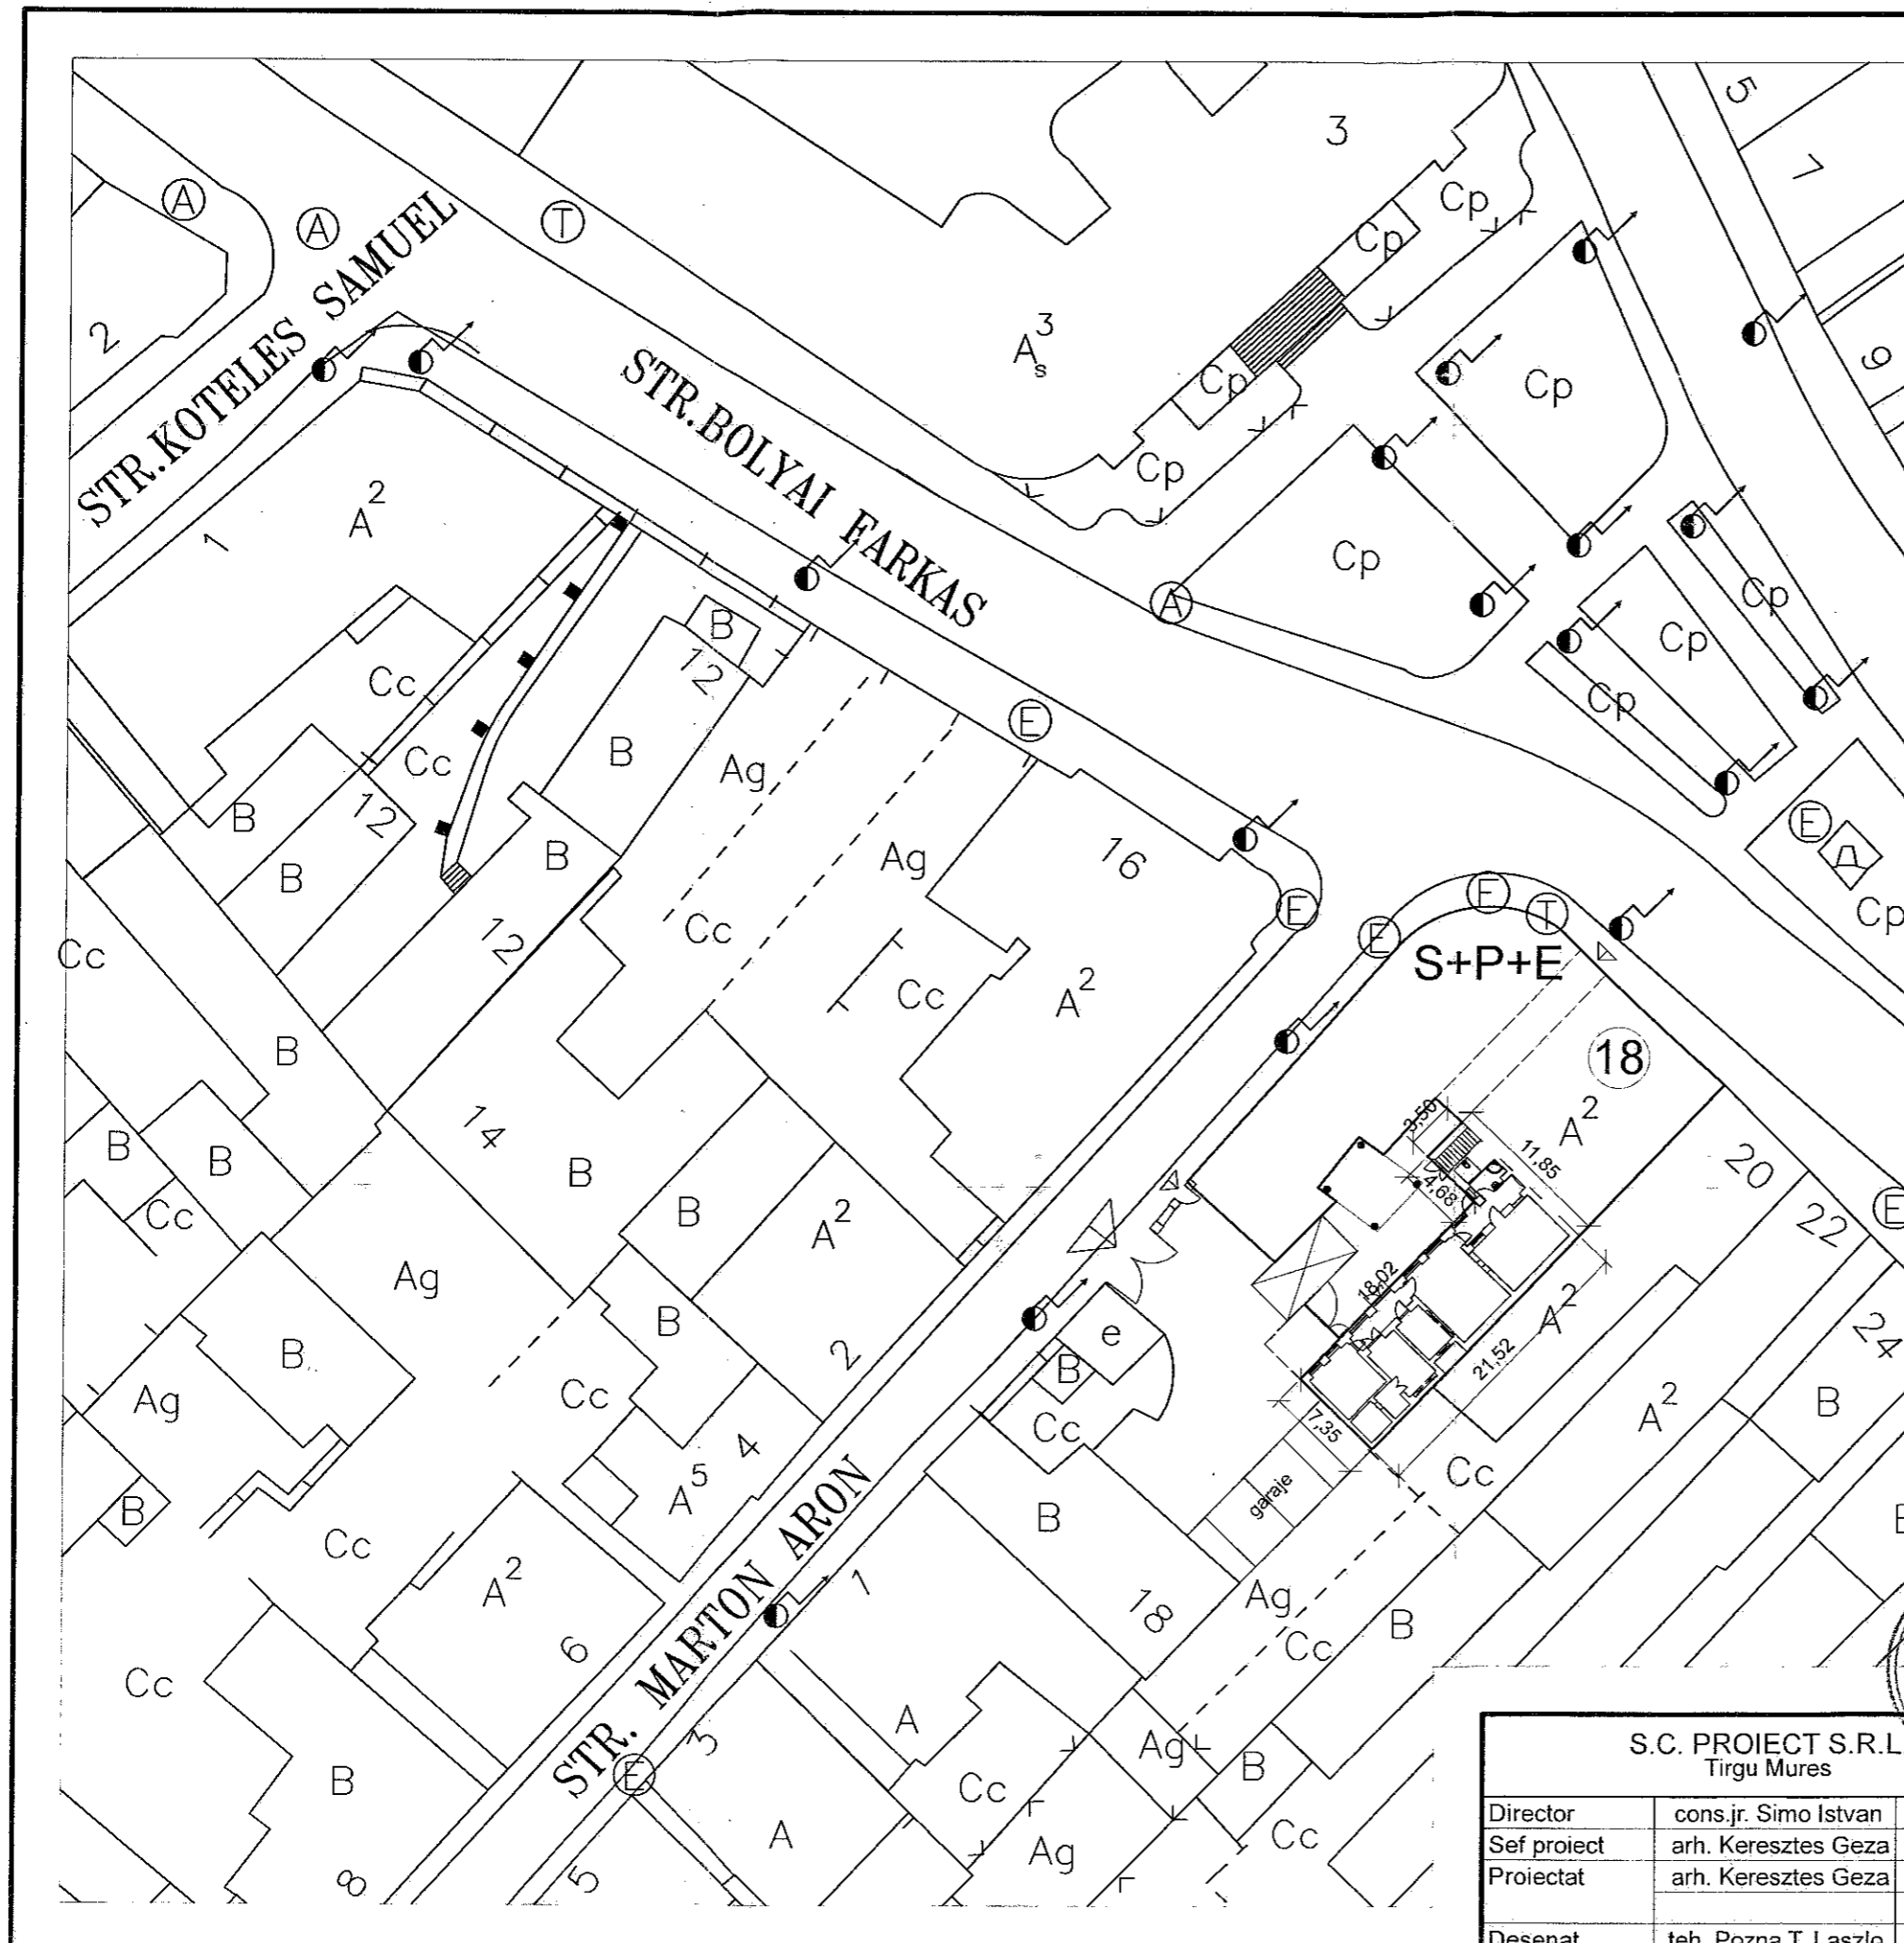 5
3
7
Cp
A
A
T
Cp
STR.KOTELES SAMUEL
2
A3s
9
Cp
Cp
STR.BOLYAI FARKAS
A2
1
Cp
Cp
A
Cp
B
12
Cp
Cc
Cp
E
B
Ag
Cc
B
12
E
16
B
Ag
B
E
E
E
T
Cp
12
Cc
S+P+E
Cc
Cc
A2
B
18
3,50
A2
14
11,85
20
B
B
B
4,68
B
A2
22
Cc
E
Ag
18,02
A2
B
e
24
B
2
21,52
B
Ag
Cc
A2
B
4
Cc
7,35
A5
Cc
garaje
B
B
Cc
STR. MARTON ARON
A2
1
18
Ag
B
6
Cc
Cc
A
3
Ag
E
B
B
Cc
A
Cc
Ag
8
5
S.C. PROIECT S.R.L
Tirgu Mures
Director cons.jr. Simo Istvan
Sef proiect arh. Keresztes Geza
Proiectat arh. Keresztes Geza
Desenat teh. Pozna T. Laszlo